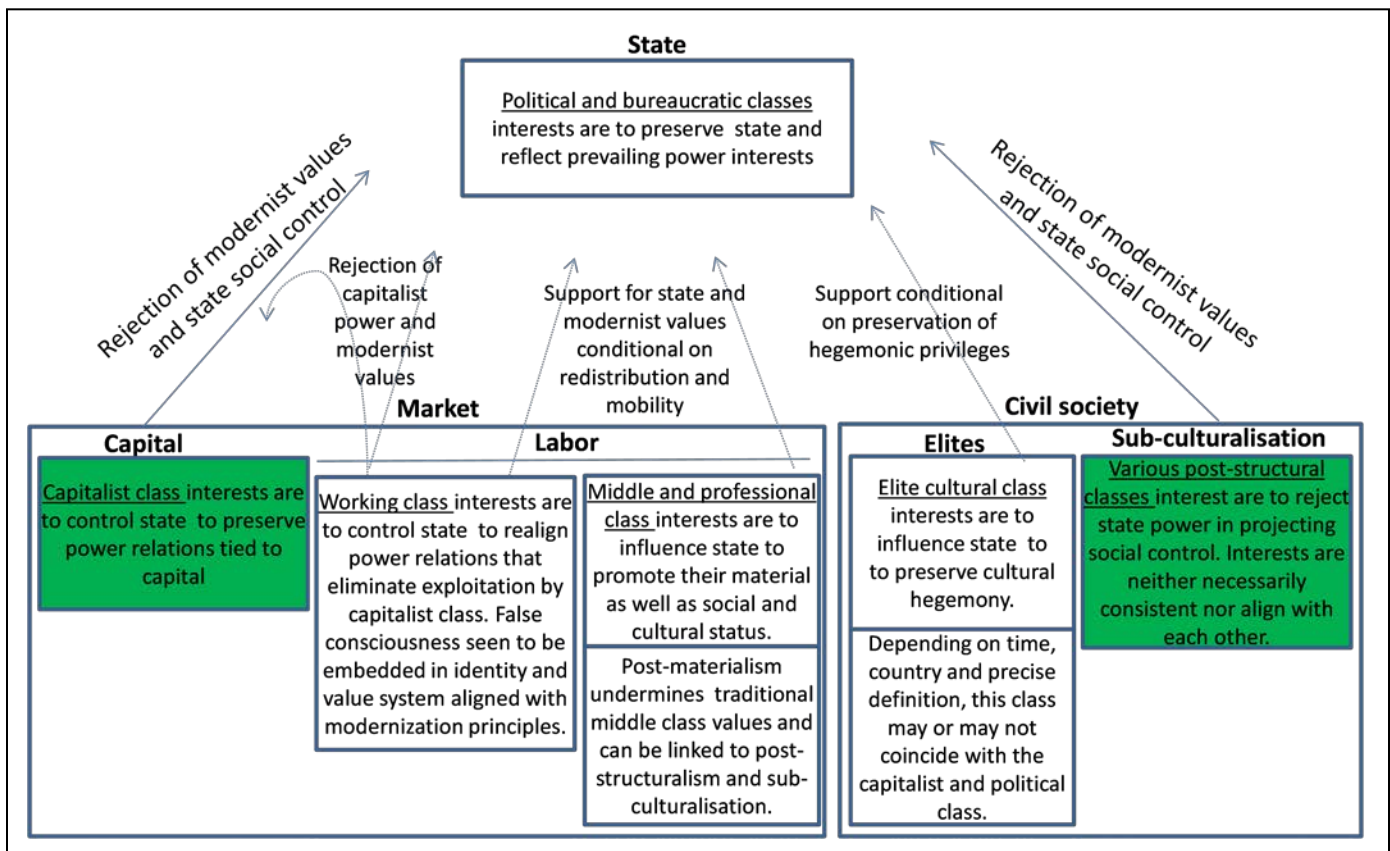 State
Political and bureaucratic classes
interests are to preserve state and
reflect prevailing power interests
Rejection of modernist values
and state social control
Rejection of
capitalist
power and
modernist
values
Support for state and
modernist values
conditional on
redistribution and
mobility
Support conditional
on preservation of
hegemonic privileges
Rejection of modernist values
and state social control
Market
Capital
Capitalist class interests are
to control state to preserve
power relations tied to
capital
Labor
Working class interests are
to control state to realign
power relations that
eliminate exploitation by
capitalist class. False
consciousness seen to be
embedded in identity and
value system aligned with
modernization principles.
Middle and professional
class interests are to
influence state to
promote their material
as well as social and
cultural status.
Post-materialism
undermines traditional
middle class values and
can be linked to post-
structuralism and sub-
culturalisation.
Civil society
Elites
Elite cultural class
interests are to
influence state to
to preserve cultural
hegemony.
Depending on time,
country and precise
definition, this class
may or may not
coincide with the
capitalist and political
class.
Sub-culturalisation
Various post-structural
classes interest are to reject
state power in projecting
social control. Interests are
neither necessarily
consistent nor align with
each other.